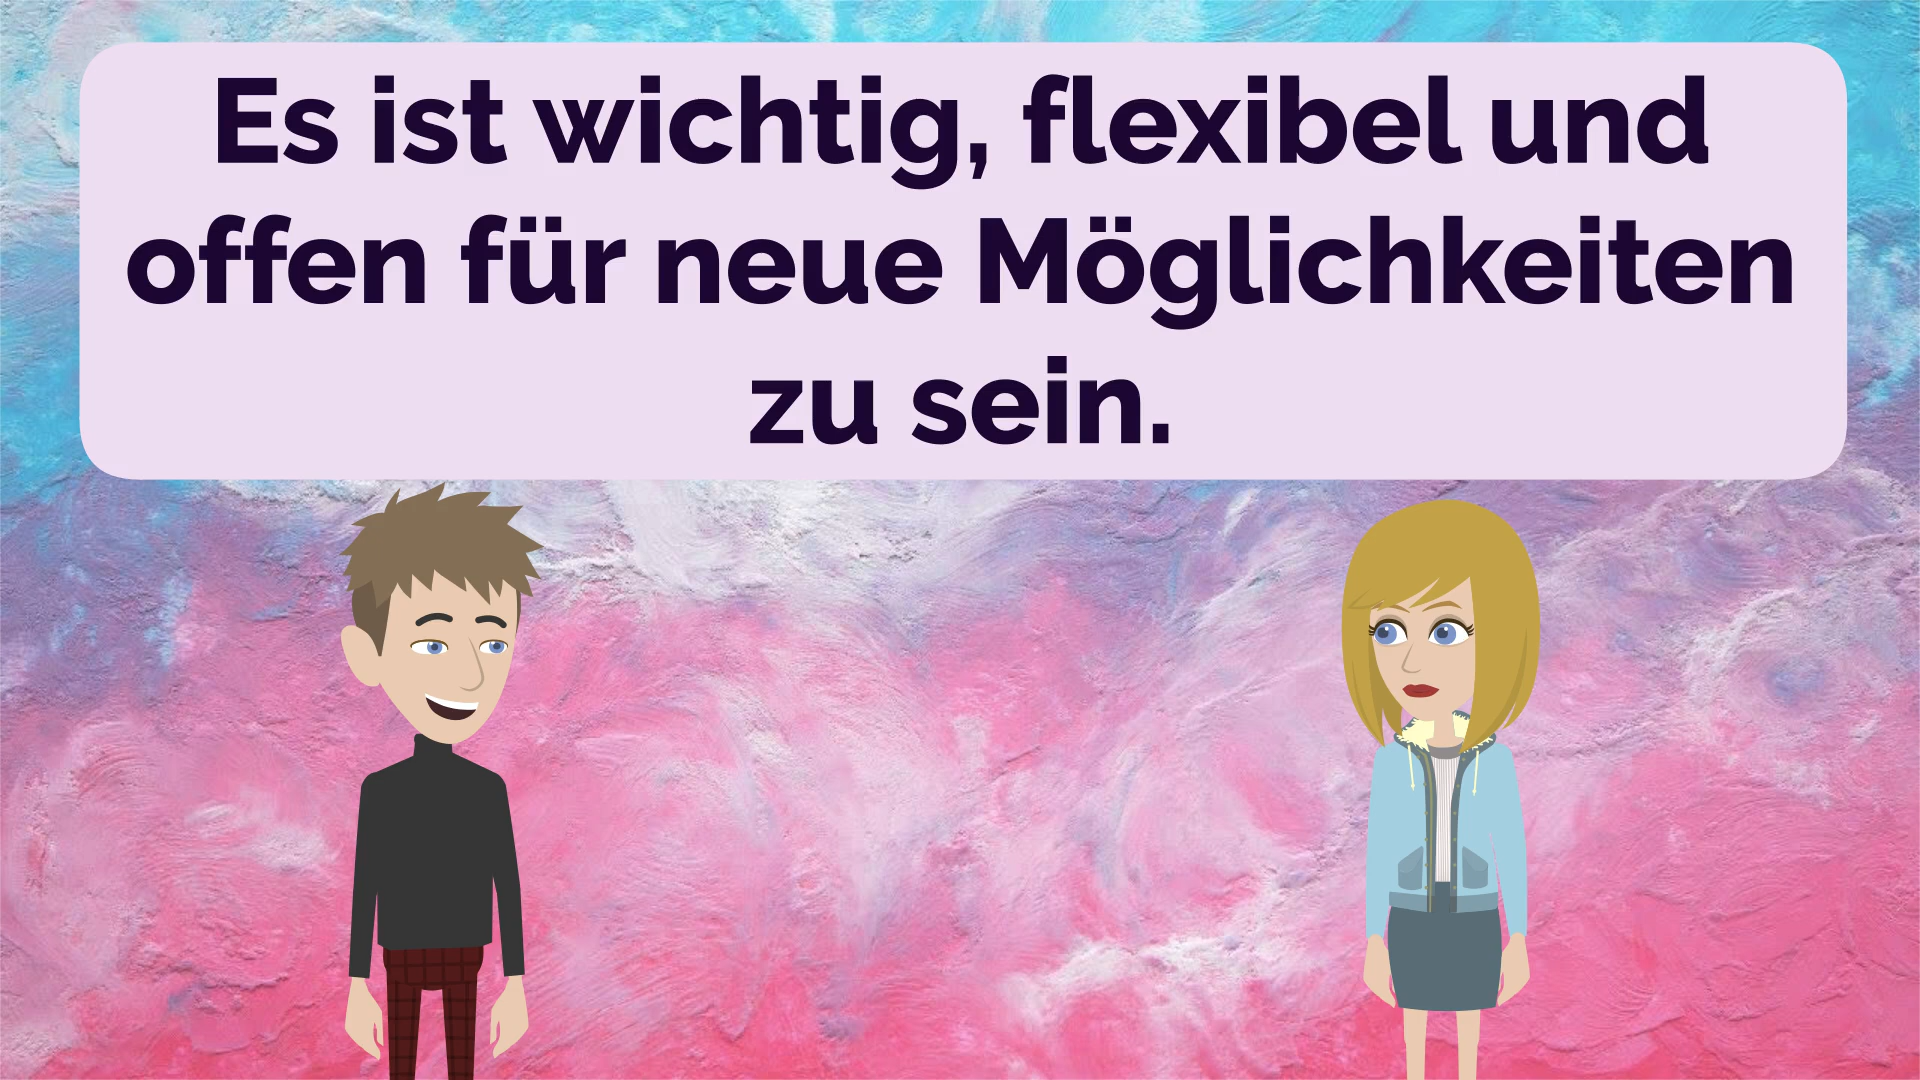 Es ist wichtig, flexibel und
offen für neue Möglichkeiten
zu sein.